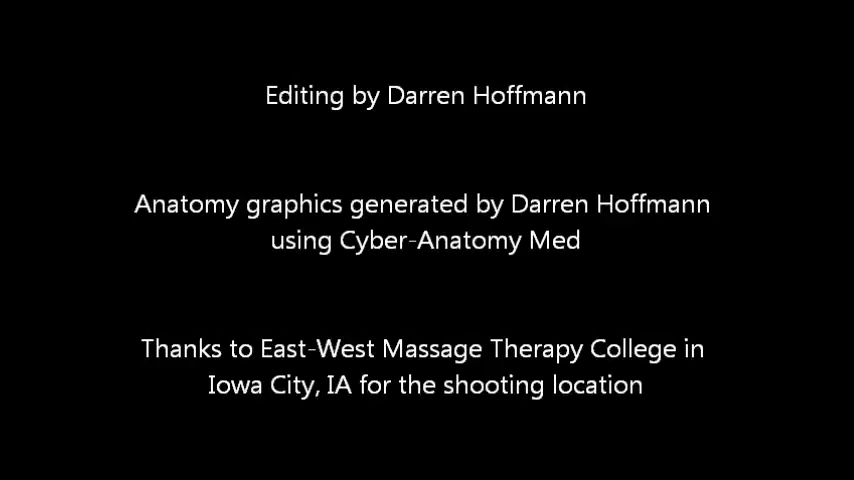 Editing by Darren Hoffmann
Anatomy graphics generated by Darren Hoffmann
using Cyber-Anatomy Med
Thanks to East-West Massage Therapy College in
Iowa City, IA for the shooting location